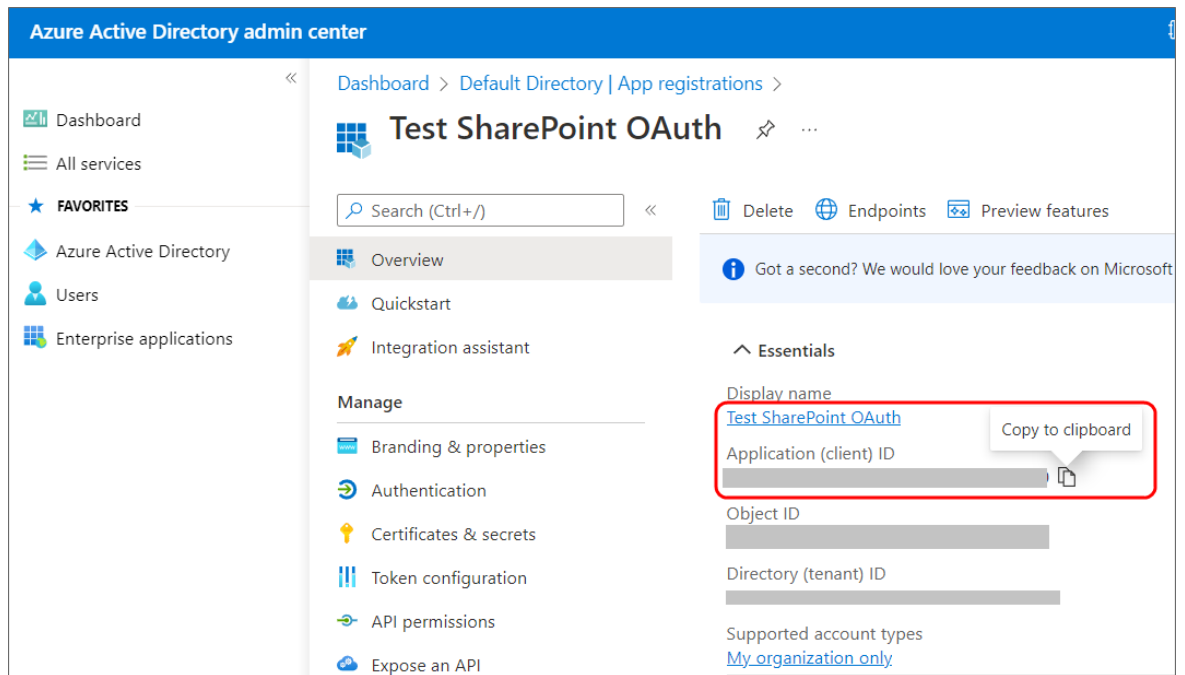 Azure Active Directory admin center
«
Dashboard
All services
FAVORITES
Azure Active Directory
Users
Enterprise applications
Dashboard > Default Directory | App registrations >
Test SharePoint OAuth ...
Search (Ctrl+/) «
Overview
Quickstart
Integration assistant
Manage
Branding & properties
Authentication
Certificates & secrets
Token configuration
API permissions
Expose an API
Delete Endpoints Preview features
Got a second? We would love your feedback on Microsoft
Essentials
Display name
Test SharePoint OAuth
Copy to clipboard
Application (client) ID
Object ID
Directory (tenant) ID
Supported account types
My organization only